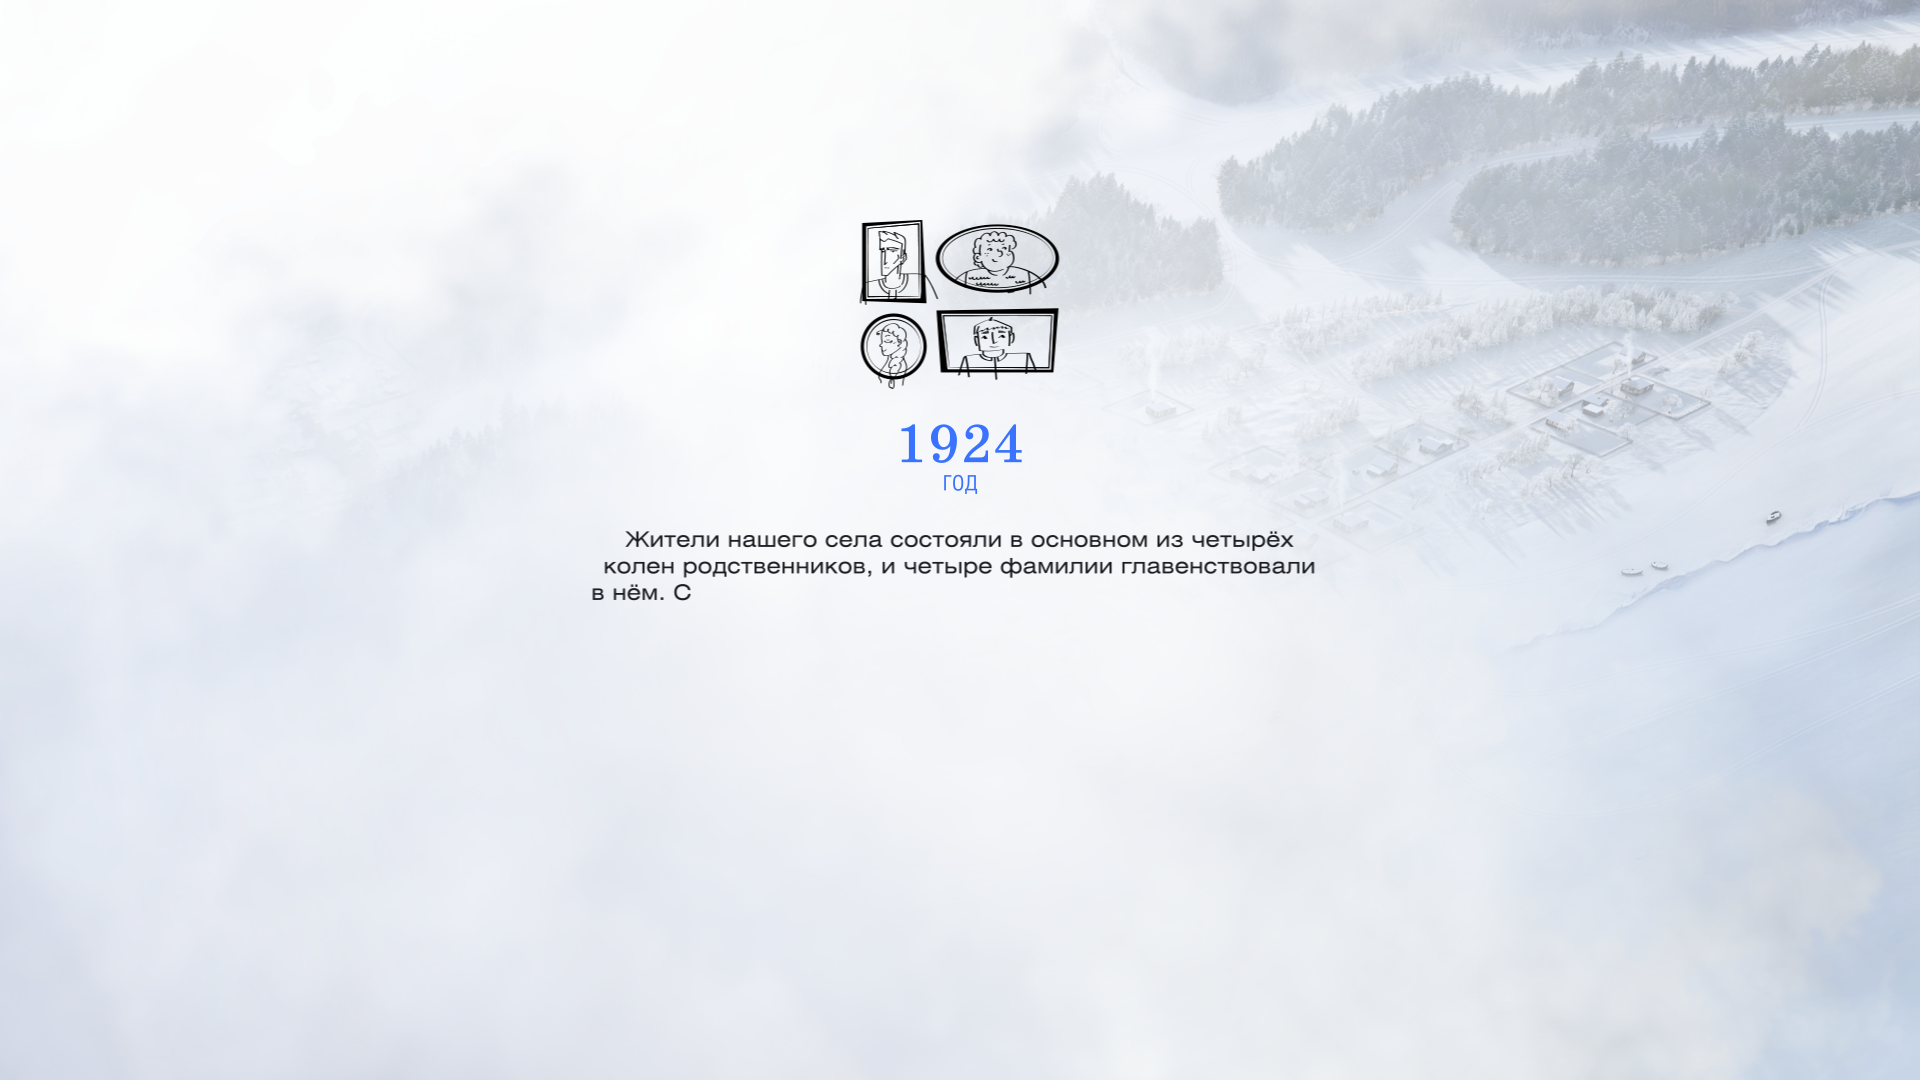 1924
ГОД
Жители нашего села состояли в основном из четырёх
колен родственников, и четыре фамилии главенствовали
в нём. С